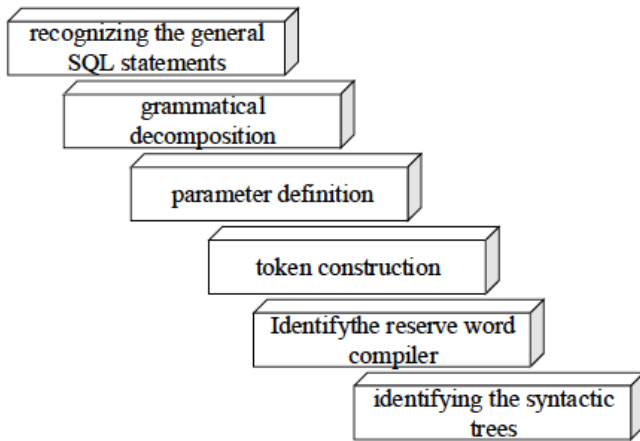 recognizing the general
SQL statements
grammatical
decomposition
parameter definition
token construction
Identifythe reserve word
compiler
identifying the syntactic
trees